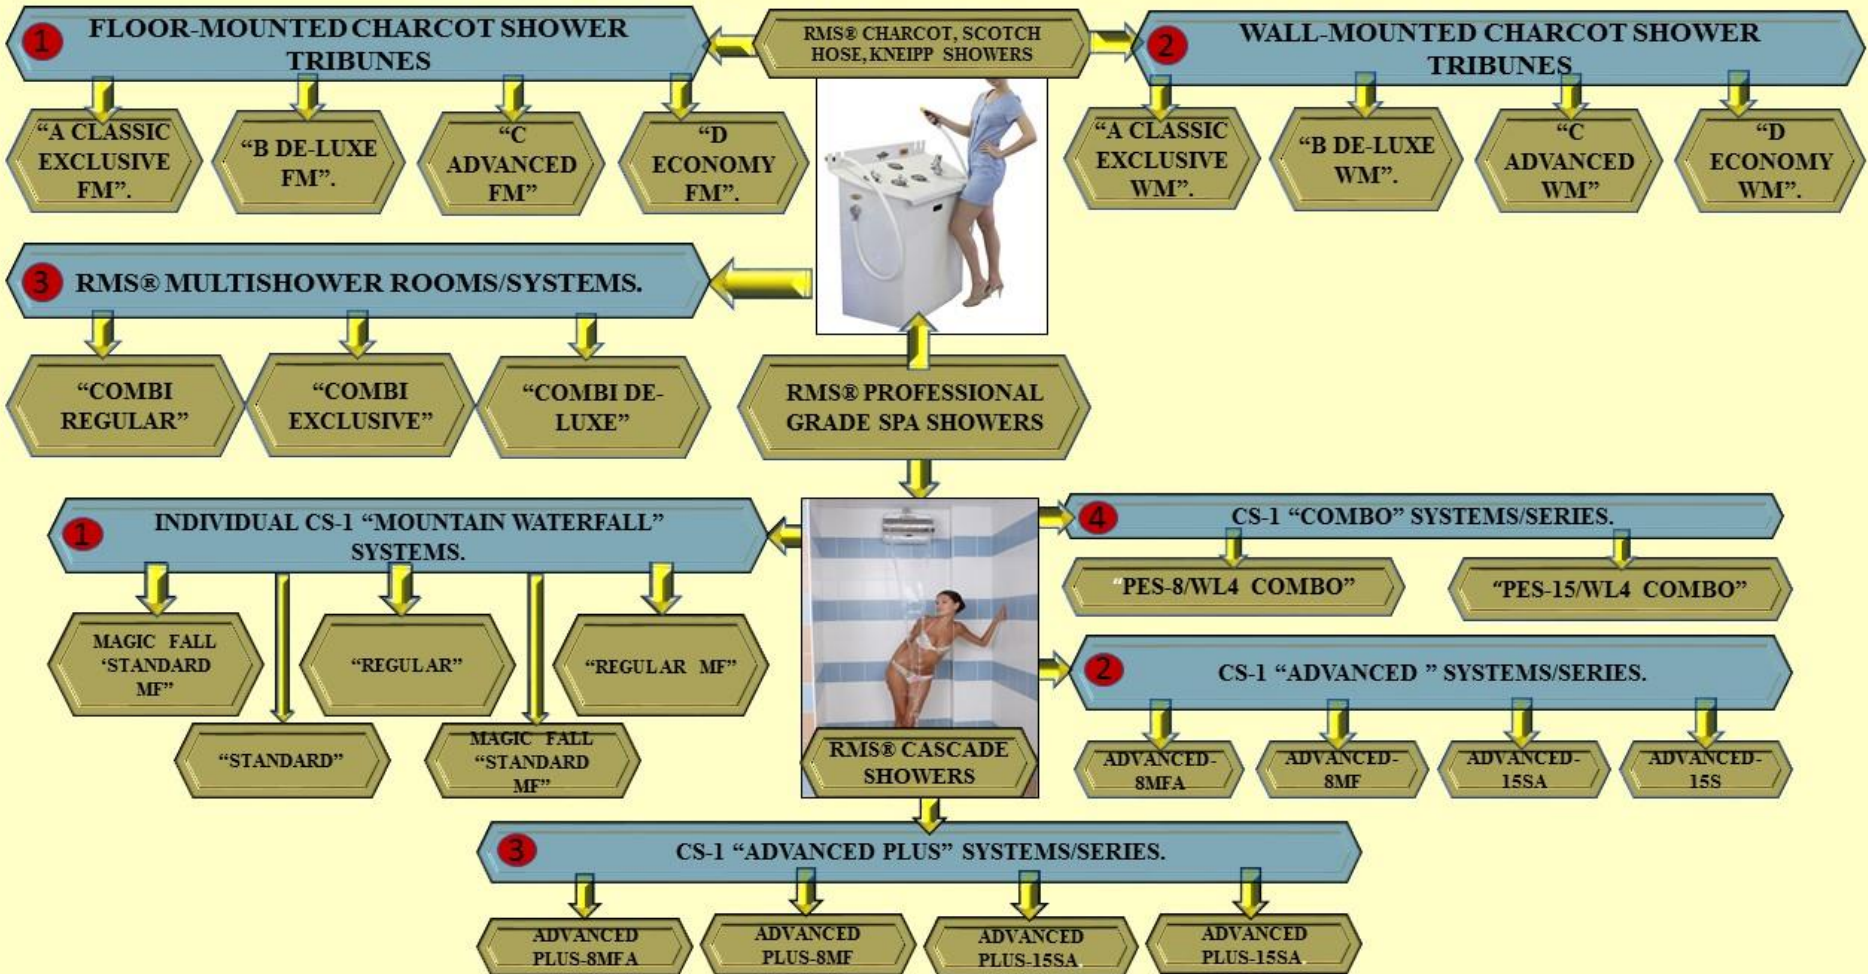 1
FLOOR-MOUNTED CHARCOT SHOWER
TRIBUNES
RMS® CHARCOT, SCOTCH
HOSE, KNEIPP SHOWERS
2
WALL-MOUNTED CHARCOT SHOWER
TRIBUNES
“A CLASSIC
EXCLUSIVE
FM”.
“B DE-LUXE
FM”.
“C
ADVANCED
FM”
“D
ECONOMY
FM”.
“A CLASSIC
EXCLUSIVE
WM”.
“B DE-LUXE
WM”.
“C
ADVANCED
WM”
“D
ECONOMY
WM”.
3
RMS® MULTISHOWER ROOMS/SYSTEMS.
“COMBI
REGULAR”
“COMBI
EXCLUSIVE”
“COMBI DE-
LUXE”
RMS® PROFESSIONAL
GRADE SPA SHOWERS
1
INDIVIDUAL CS-1 “MOUNTAIN WATERFALL”
SYSTEMS.
4
CS-1 “COMBO” SYSTEMS/SERIES.
“PES-8/WL4 COMBO”
“PES-15/WL4 COMBO”
MAGIC FALL
‘STANDARD
MF”
“REGULAR”
“REGULAR MF”
“STANDARD”
MAGIC FALL
“STANDARD
MF”
2
CS-1 “ADVANCED ” SYSTEMS/SERIES.
ADVANCED-
8MFA
ADVANCED-
8MF
ADVANCED-
15SA
ADVANCED-
15S
RMS® CASCADE
SHOWERS
3
CS-1 “ADVANCED PLUS” SYSTEMS/SERIES.
ADVANCED
PLUS-8MFA
ADVANCED
PLUS-8MF
ADVANCED
PLUS-15SA.
ADVANCED
PLUS-15SA.